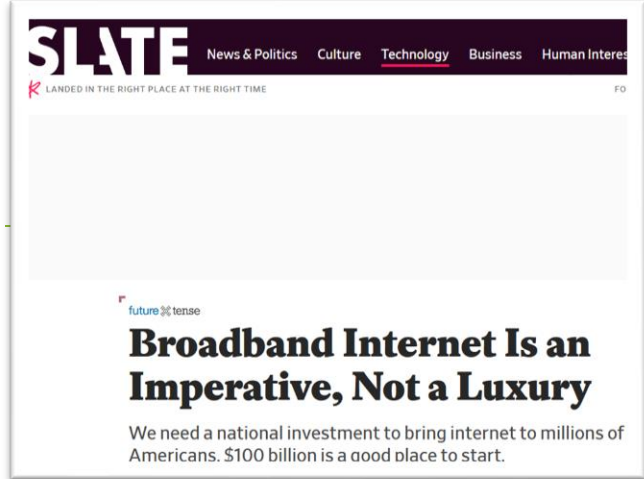 SLATE News & Politics Culture Technology Business Human Interes
LANDED IN THE RIGHT PLACE AT THE RIGHT TIME FO
future tense
Broadband Internet Is an
Imperative, Not a Luxury
We need a national investment to bring internet to millions of
Americans. $100 billion is a good place to start.